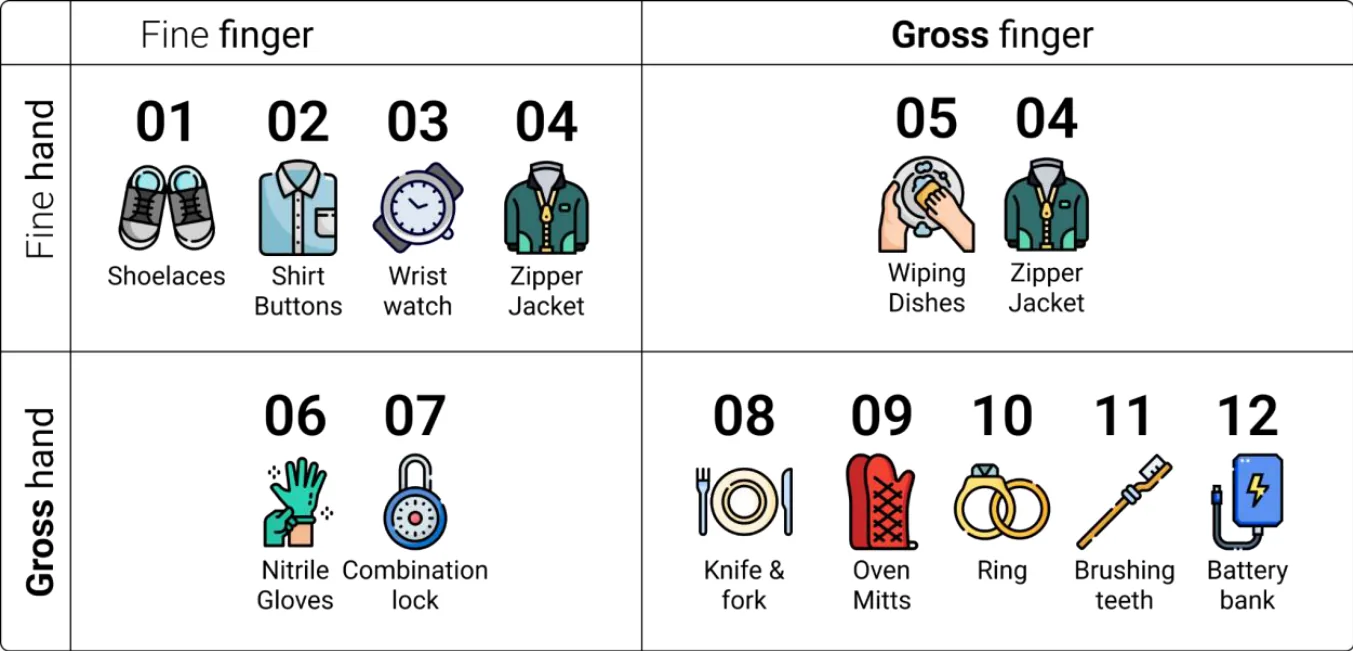 Fine finger
Gross finger
Fine hand
01 02 03 04
Shoelaces
Shirt
Buttons
Wrist
watch
Zipper
Jacket
05 04
Wiping
Dishes
Zipper
Jacket
Gross hand
06 07
Nitrile
Gloves
Combination
lock
08 09 10 11 12
Knife &
fork
Oven
Mitts
Ring
Brushing
teeth
Battery
bank